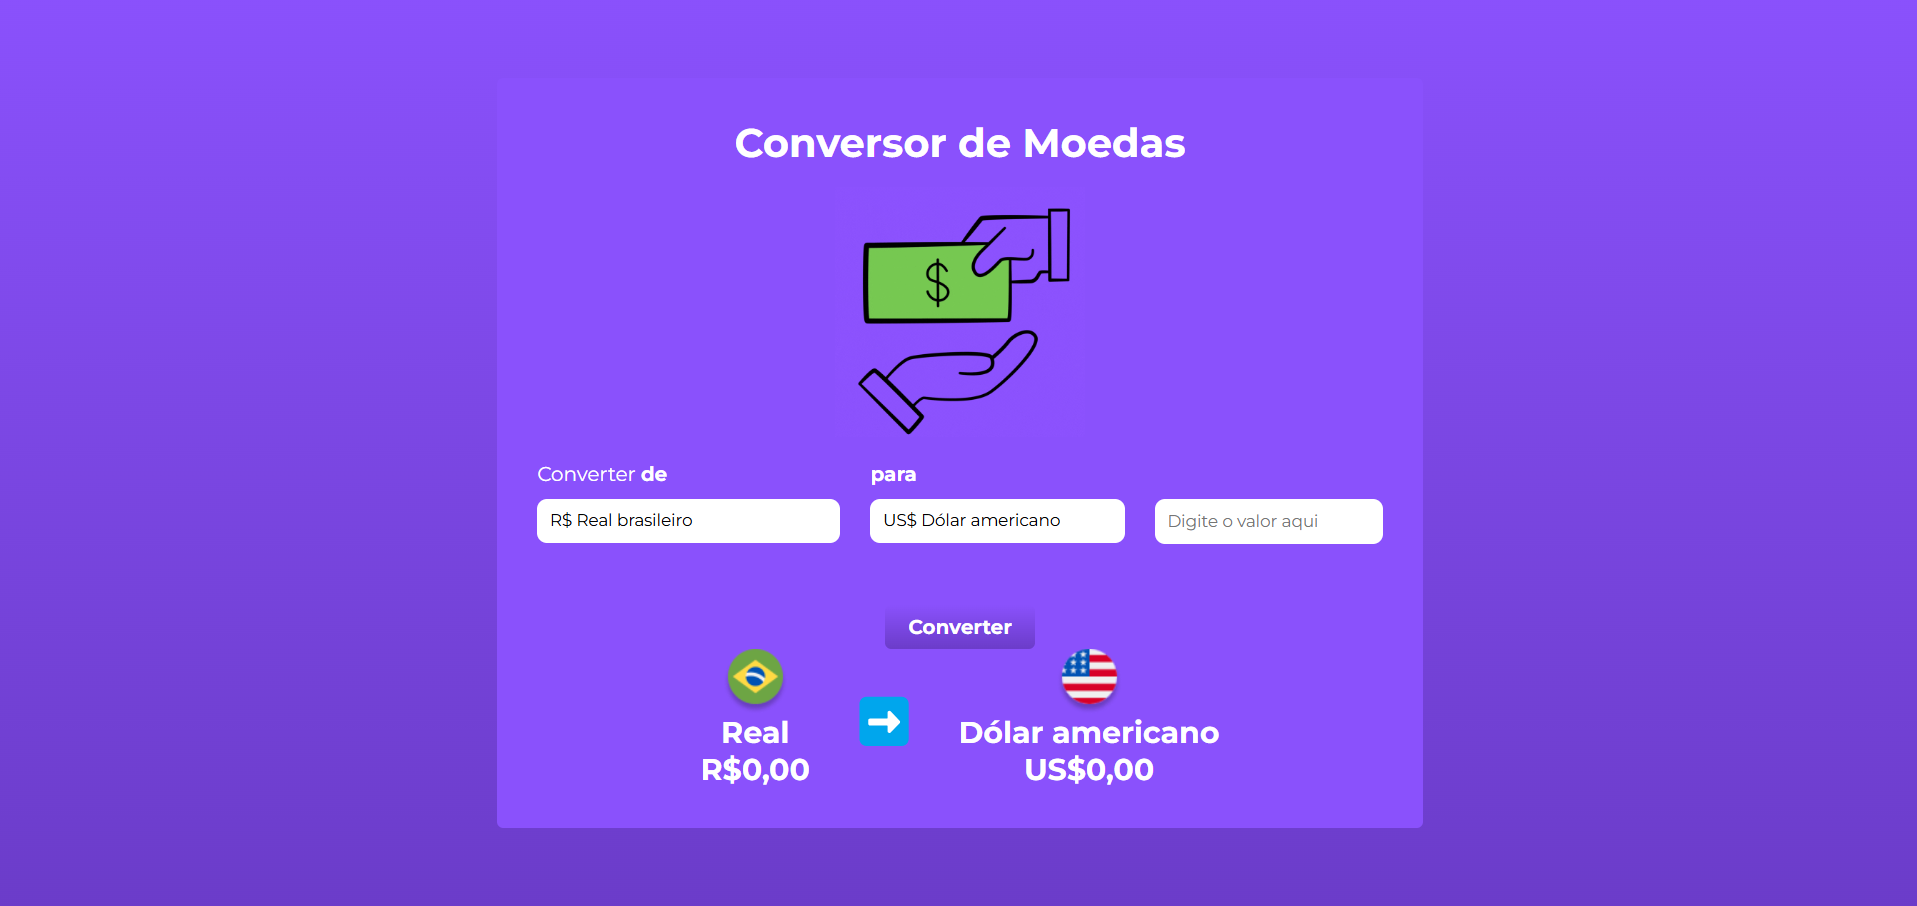 Conversor de Moedas
$
Converter de
para
R$ Real brasileiro
US$ Dólar americano
Digite o valor aqui
Converter
Real
R$0,00
Dólar americano
US$0,00